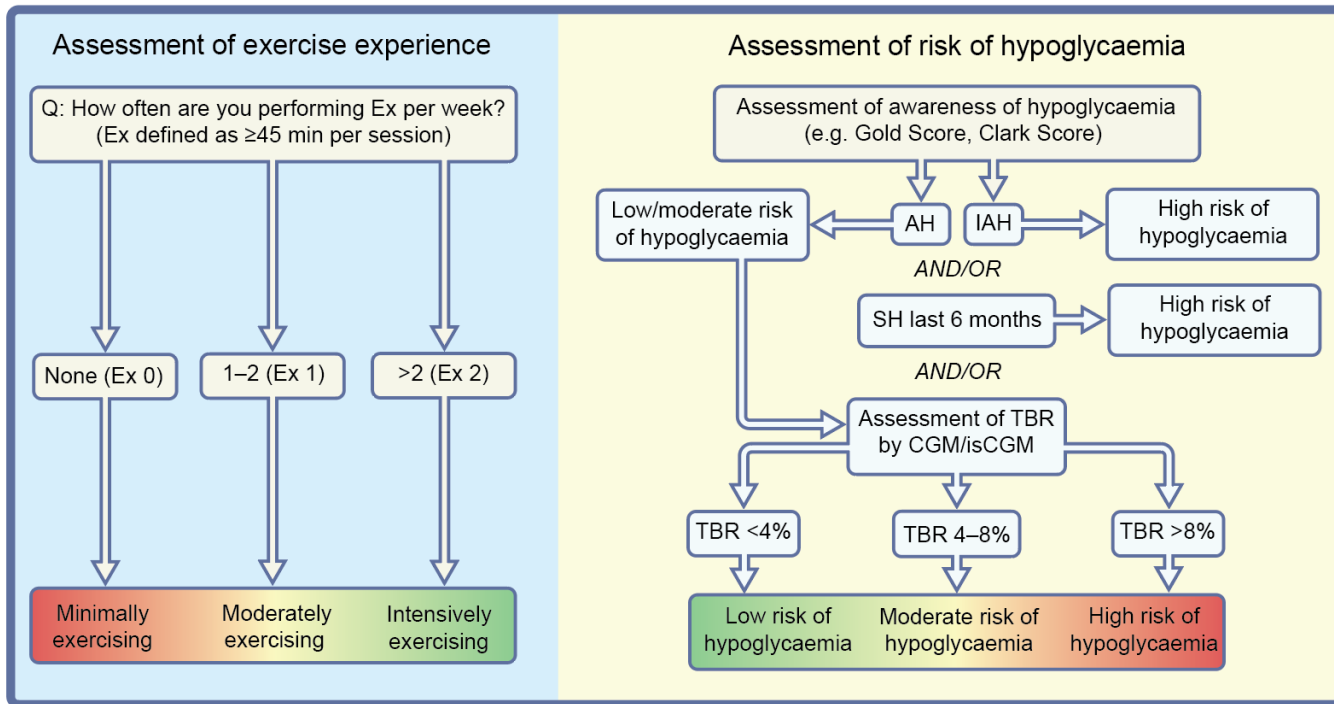 Assessment of exercise experience
Q: How often are you performing Ex per week?
(Ex defined as ≥45 min per session)
None (Ex 0)
1–2 (Ex 1)
>2 (Ex 2)
Minimally
exercising
Moderately
exercising
Intensively
exercising
Assessment of risk of hypoglycaemia
Assessment of awareness of hypoglycaemia
(e.g. Gold Score, Clark Score)
Low/moderate risk
of hypoglycaemia
AH
IAH
High risk of
hypoglycaemia
AND/OR
SH last 6 months
High risk of
hypoglycaemia
AND/OR
Assessment of TBR
by CGM/isCGM
TBR <4%
TBR 4–8%
TBR >8%
Low risk of
hypoglycaemia
Moderate risk of
hypoglycaemia
High risk of
hypoglycaemia